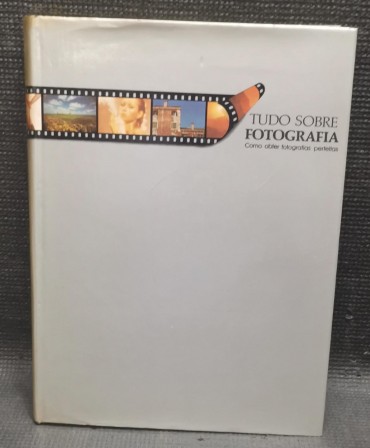 TUDO SOBRE
FOTOGRAFIA
Como obter fotografias perfeitas